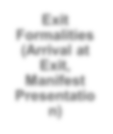 Exit
Formalities
(Arrival at
Exit,
Manifest
Presentatio
n)